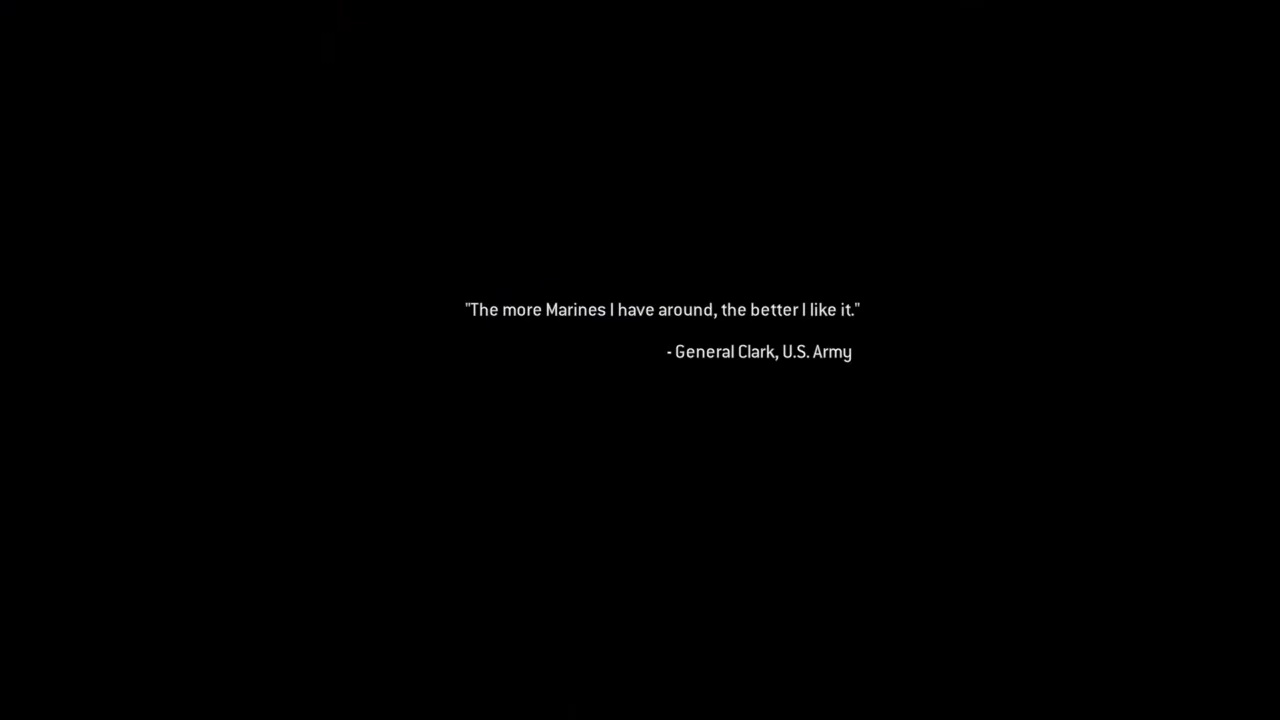 "The more Marines I have around, the better I like it."
- General Clark, U.S. Army